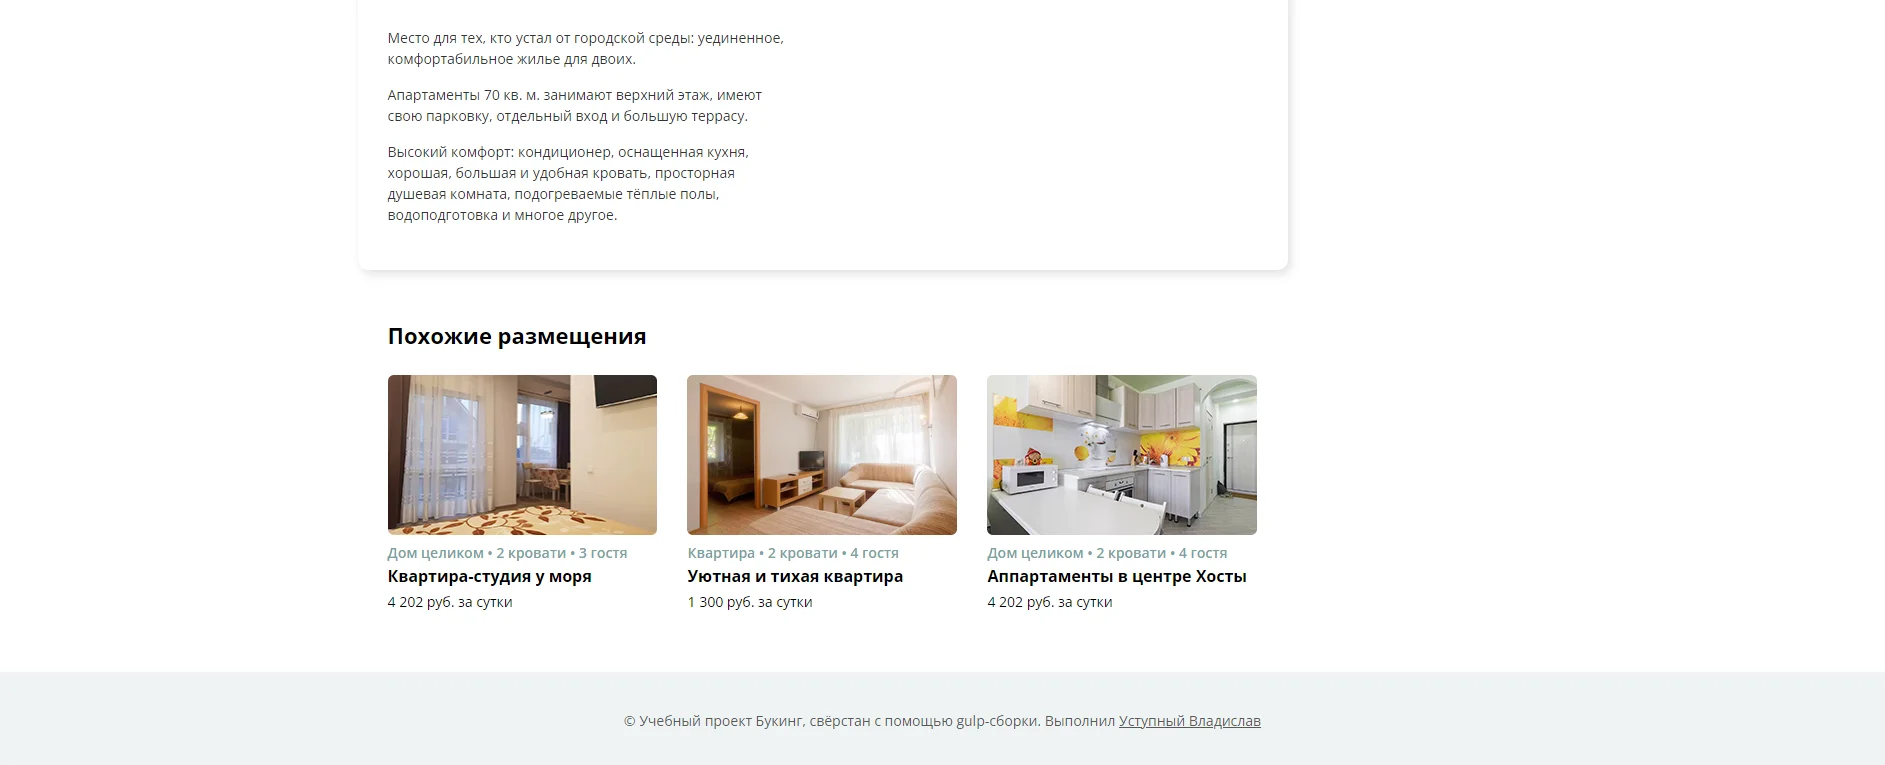 Место для тех, кто устал от городской среды: уединенное,
комфортабильное жилье для двоих.
Апартаменты 70 кв. м. занимают верхний этаж, имеют
свою парковку, отдельный вход и большую террасу.
Высокий комфорт: кондиционер, оснащенная кухня,
хорошая, большая и удобная кровать, просторная
душевая комната, подогреваемые тёплые полы,
водоподготовка и многое другое.
Похожие размещения
Дом целиком • 2 кровати • 3 гостя
Квартира-студия у моря
4 202 руб. за сутки
Квартира • 2 кровати • 4 гостя
Уютная и тихая квартира
1 300 руб. за сутки
Дом целиком • 2 кровати • 4 гостя
Аппартаменты в центре Хосты
4 202 руб. за сутки
© Учебный проект Букинг, свёрстан с помощью gulp-сборки. Выполнил Уступный Владислав